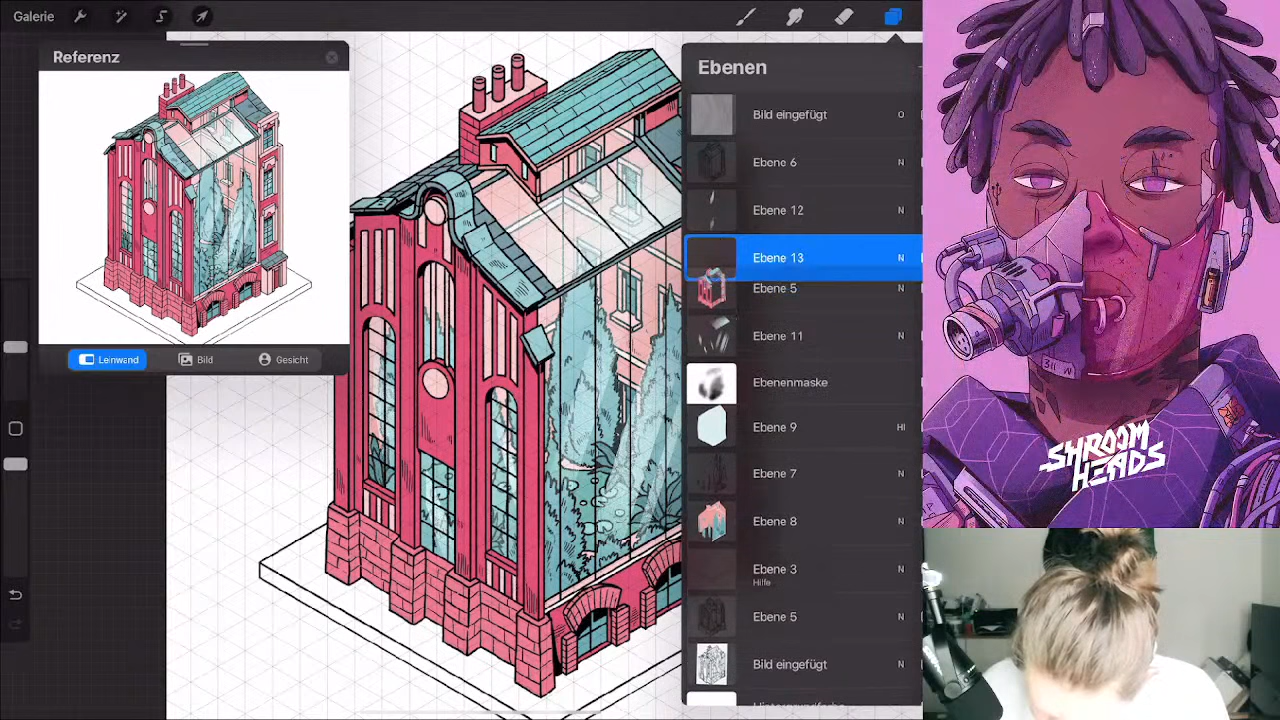 Galerie
Referenz
Leinwand
Bild
Gesicht
Ebenen
Bild eingefügt O
Ebene 6 N
Ebene 12 N
Ebene 13 N
Ebene 5 N
Ebene 11 N
Ebenenmaske
Ebene 9 HI
Ebene 7 N
Ebene 8 N
Ebene 3 N
Hilfe
Ebene 5 N
Bild eingefügt N
SHROOM
HEADS